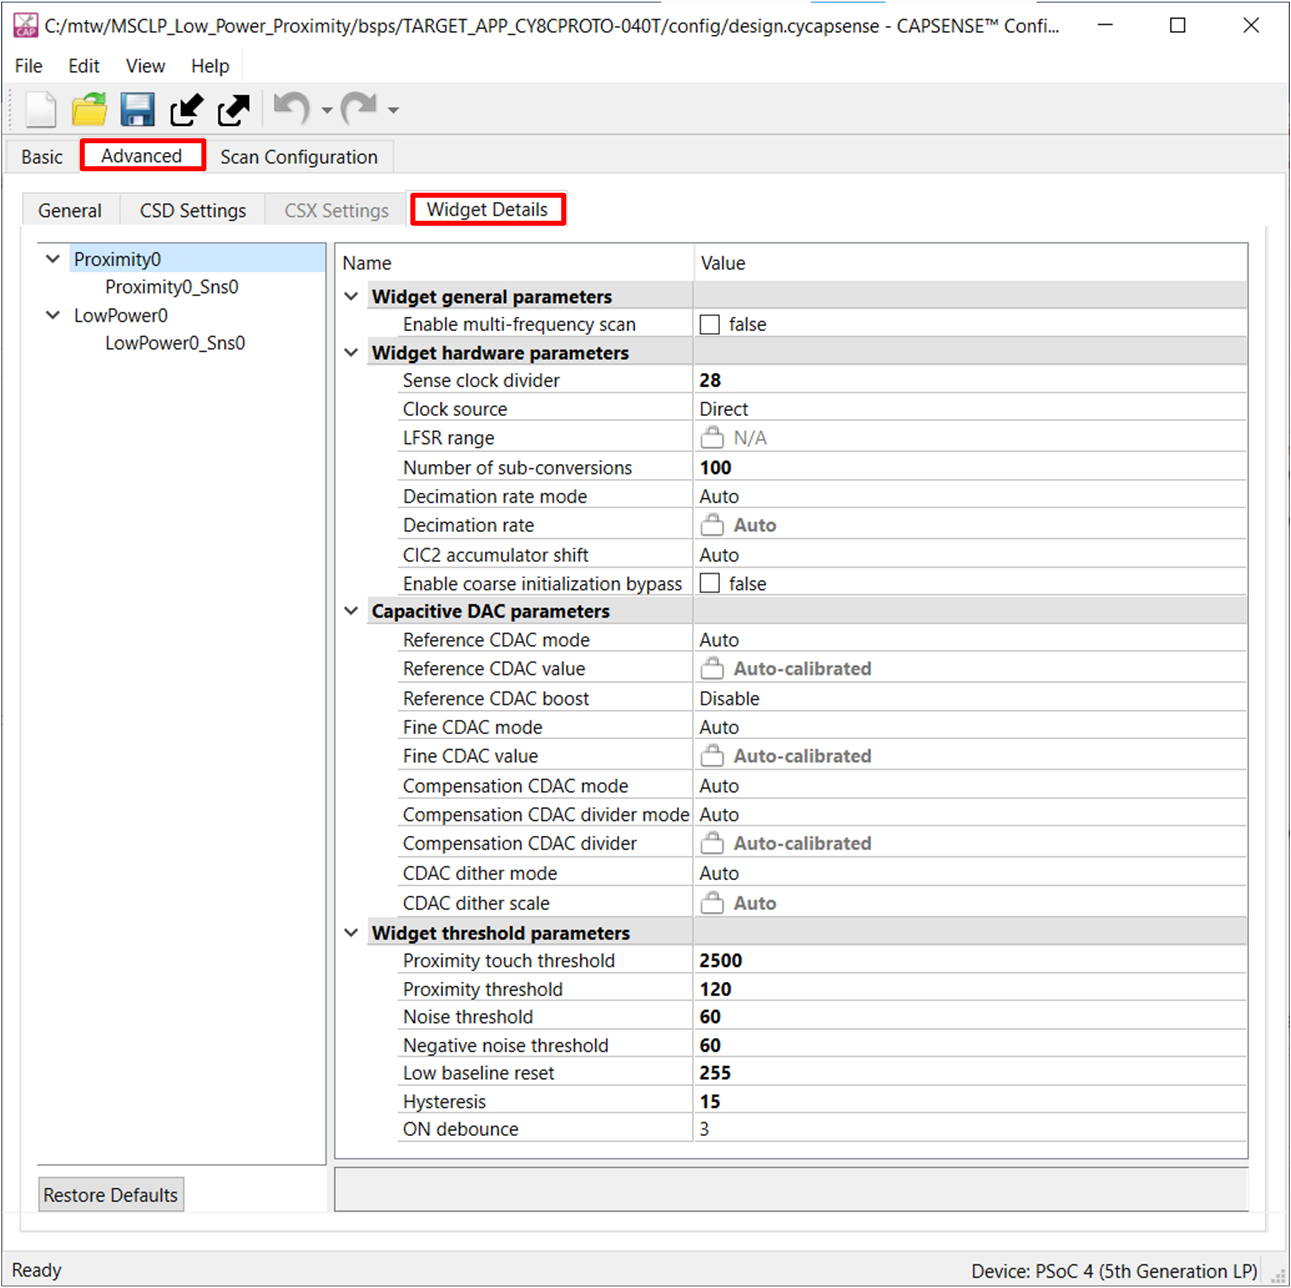 C:/mtw/MSCLP_Low_Power_Proximity/bsps/TARGET_APP_CY8CPROTO-040T/config/design.cycapsense - CAPSENSE™ Confi...
File Edit View Help
Basic Advanced Scan Configuration
General CSD Settings CSX Settings Widget Details
Proximity0
Proximity0_Sns0
LowPower0
LowPower0_Sns0
Name Value
Widget general parameters
Enable multi-frequency scan false
Widget hardware parameters
Sense clock divider 28
Clock source Direct
LFSR range N/A
Number of sub-conversions 100
Decimation rate mode Auto
Decimation rate Auto
CIC2 accumulator shift Auto
Enable coarse initialization bypass false
Capacitive DAC parameters
Reference CDAC mode Auto
Reference CDAC value Auto-calibrated
Reference CDAC boost Disable
Fine CDAC mode Auto
Fine CDAC value Auto-calibrated
Compensation CDAC mode Auto
Compensation CDAC divider mode Auto
Compensation CDAC divider Auto-calibrated
CDAC dither mode Auto
CDAC dither scale Auto
Widget threshold parameters
Proximity touch threshold 2500
Proximity threshold 120
Noise threshold 60
Negative noise threshold 60
Low baseline reset 255
Hysteresis 15
ON debounce 3
Restore Defaults
Ready Device: PSoC 4 (5th Generation LP)